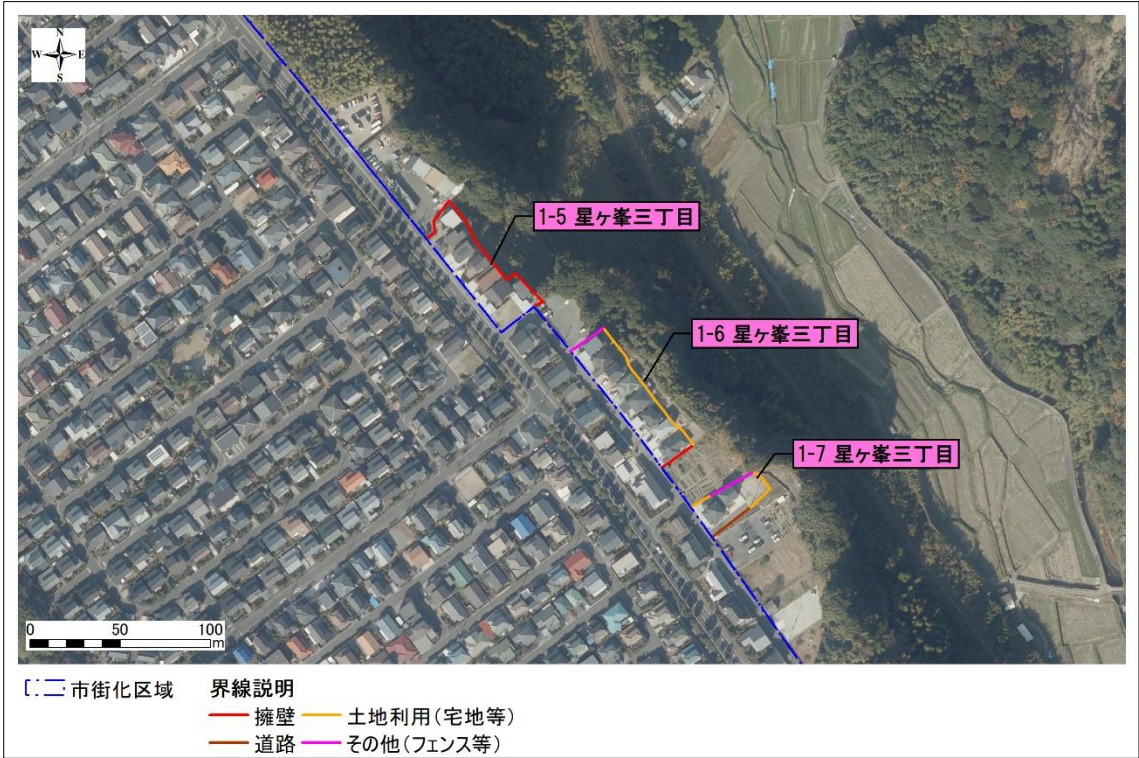 N
W E
S
1-5 星ヶ峯三丁目
1-6 星ヶ峯三丁目
1-7 星ヶ峯三丁目
0 50 100
m
市街化区域 界線説明
擁壁 土地利用(宅地等)
道路 その他(フェンス等)